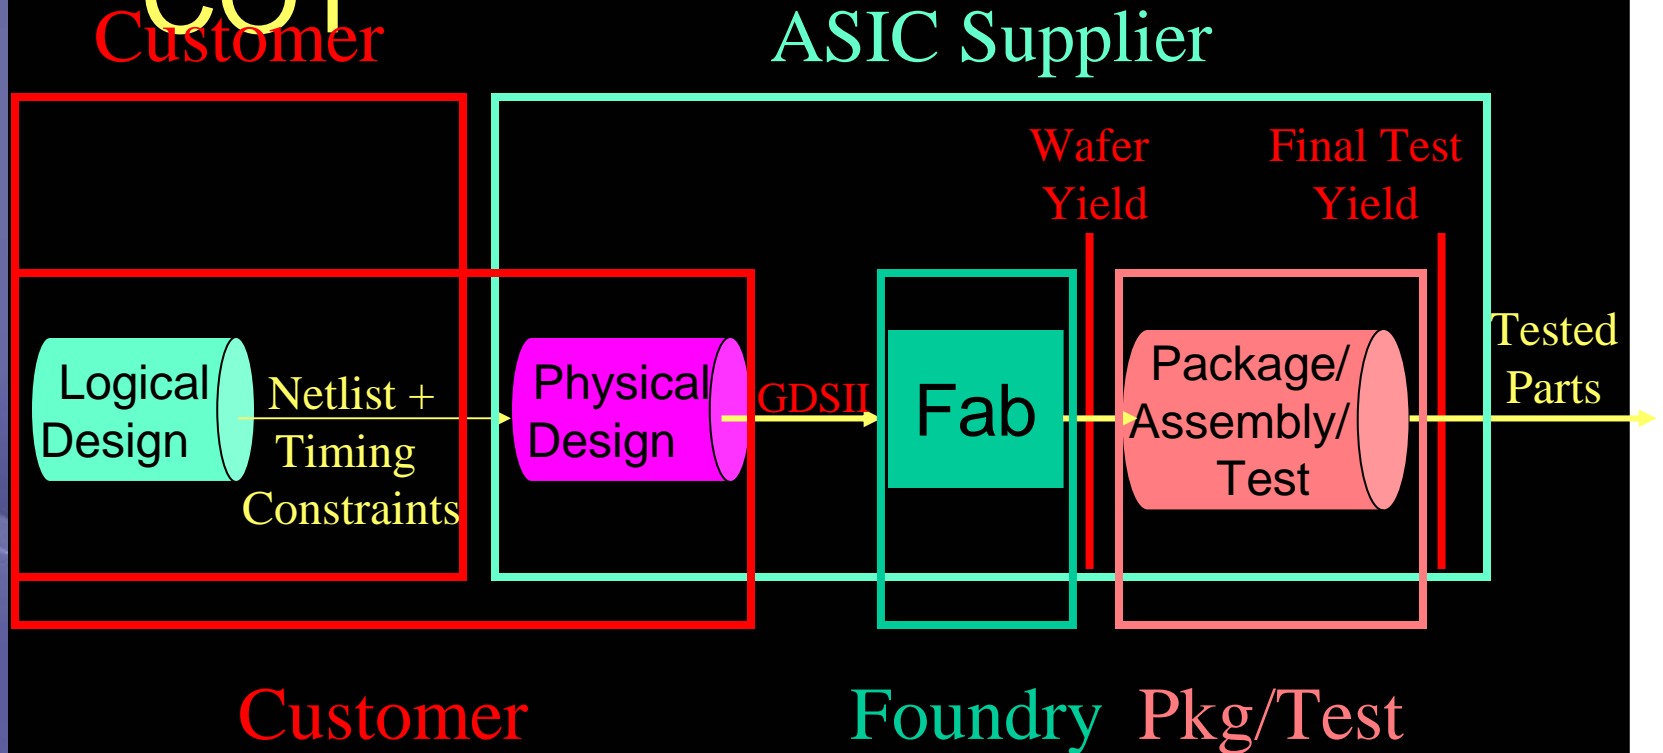 COT
Customer
ASIC Supplier
Wafer
Yield
Final Test
Yield
Logical
Design
Netlist +
Timing
Constraints
Physical
Design
GDSII
Fab
Package/
Assembly/
Test
Tested
Parts
Customer
Foundry
Pkg/Test